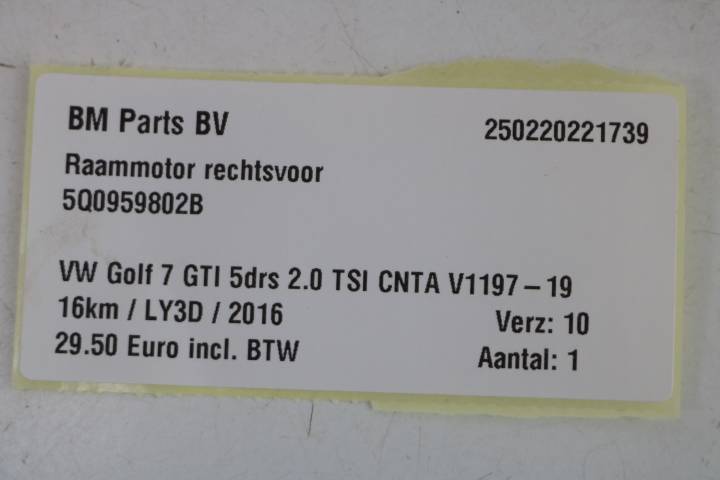 BM Parts BV 250220221739
Raammotor rechtsvoor
5Q0959802B
VW Golf 7 GTI 5drs 2.0 TSI CNTA V1197-19
16km / LY3D / 2016 Verz: 10
29.50 Euro incl. BTW Aantal: 1